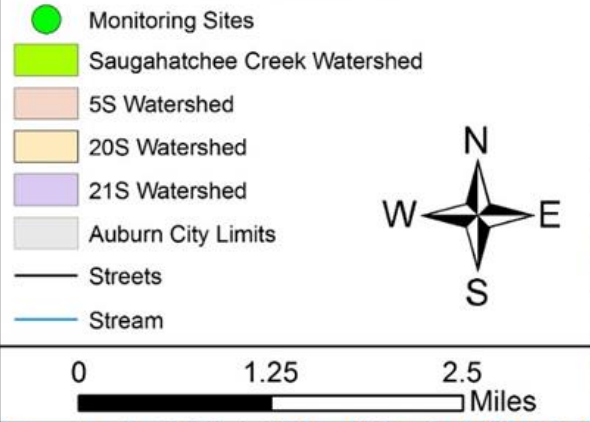 Monitoring Sites
Saugahatchee Creek Watershed
5S Watershed
20S Watershed
21S Watershed
Auburn City Limits
Streets
Stream
N
W E
S
0 1.25 2.5
Miles